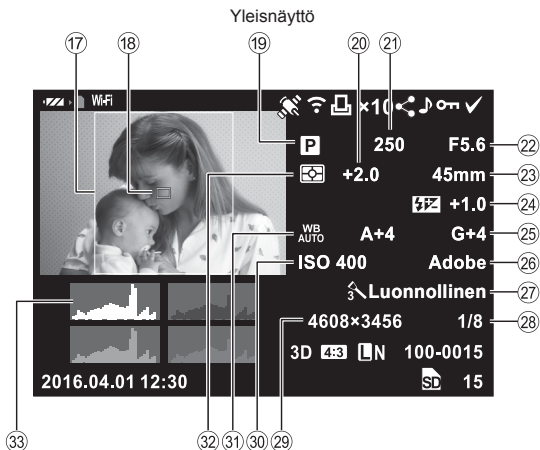 Yleisnäyttö
17 18 19 20 21
Wi-Fi ×10
P 250 F5.6 22
+2.0 45mm 23
+1.0 24
WB AUTO A+4 G+4 25
ISO 400 Adobe 26
3 Luonnollinen 27
4608×3456 1/8 28
3D 4:3 L N 100-0015
2016.04.01 12:30 SD 15
33 32 31 30 29